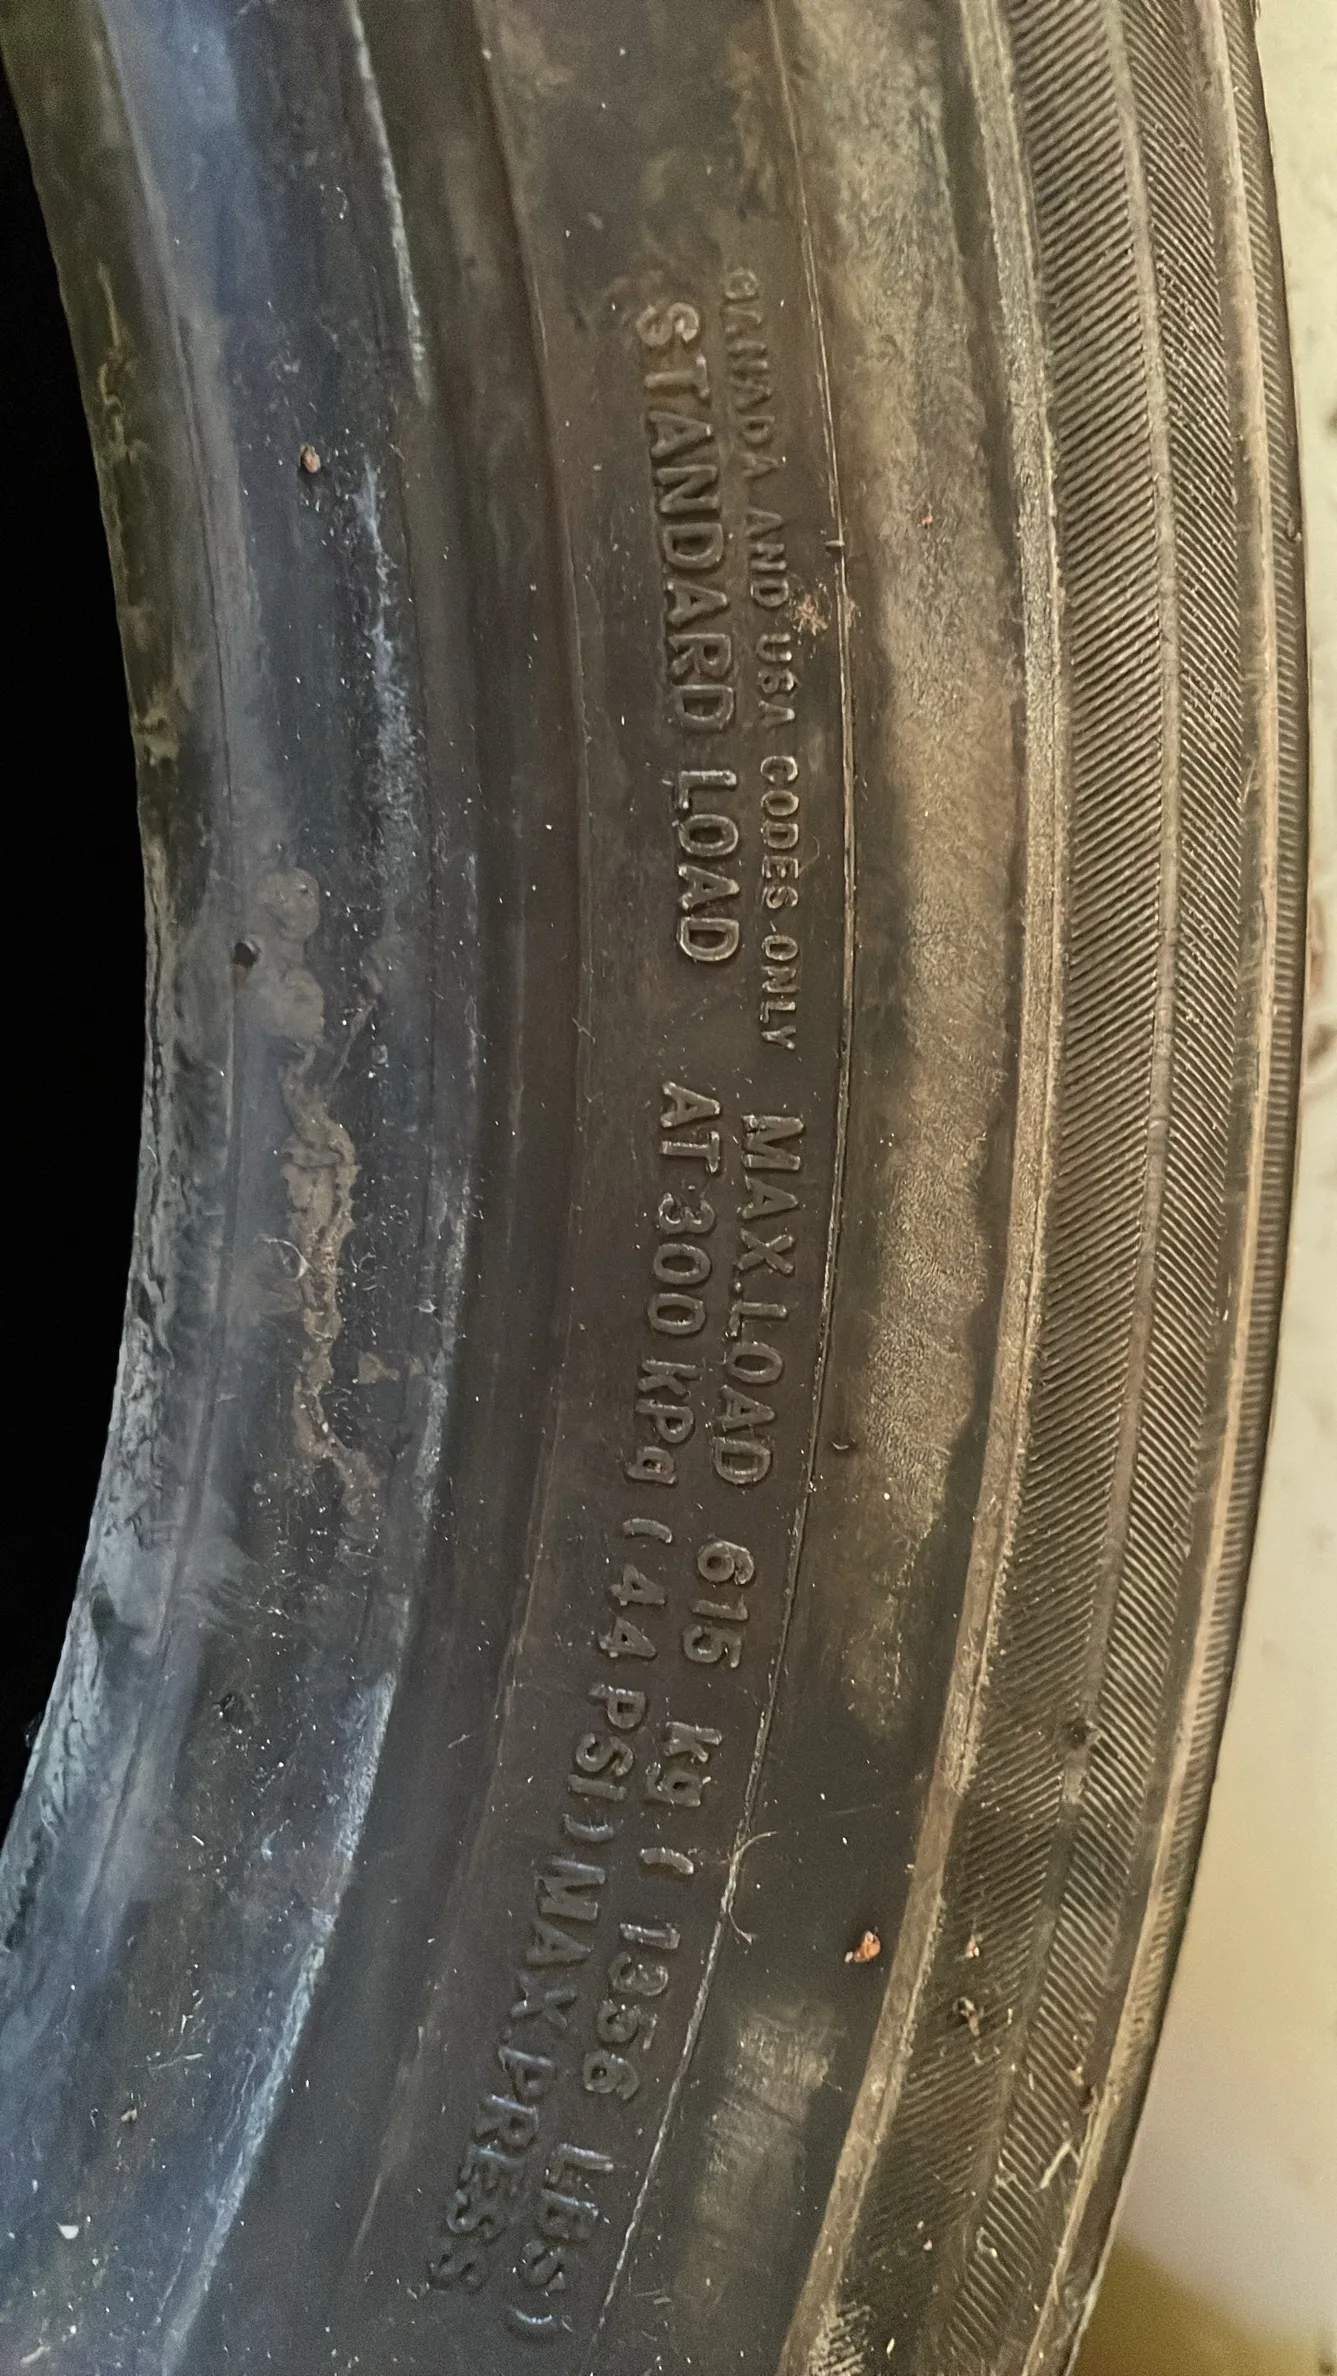 CANADA AND USA CODES ONLY
STANDARD LOAD
MAX.LOAD 615 kg ( 1356 LBS)
AT 300 kPa ( 44 PSI ) MAX.PRESS